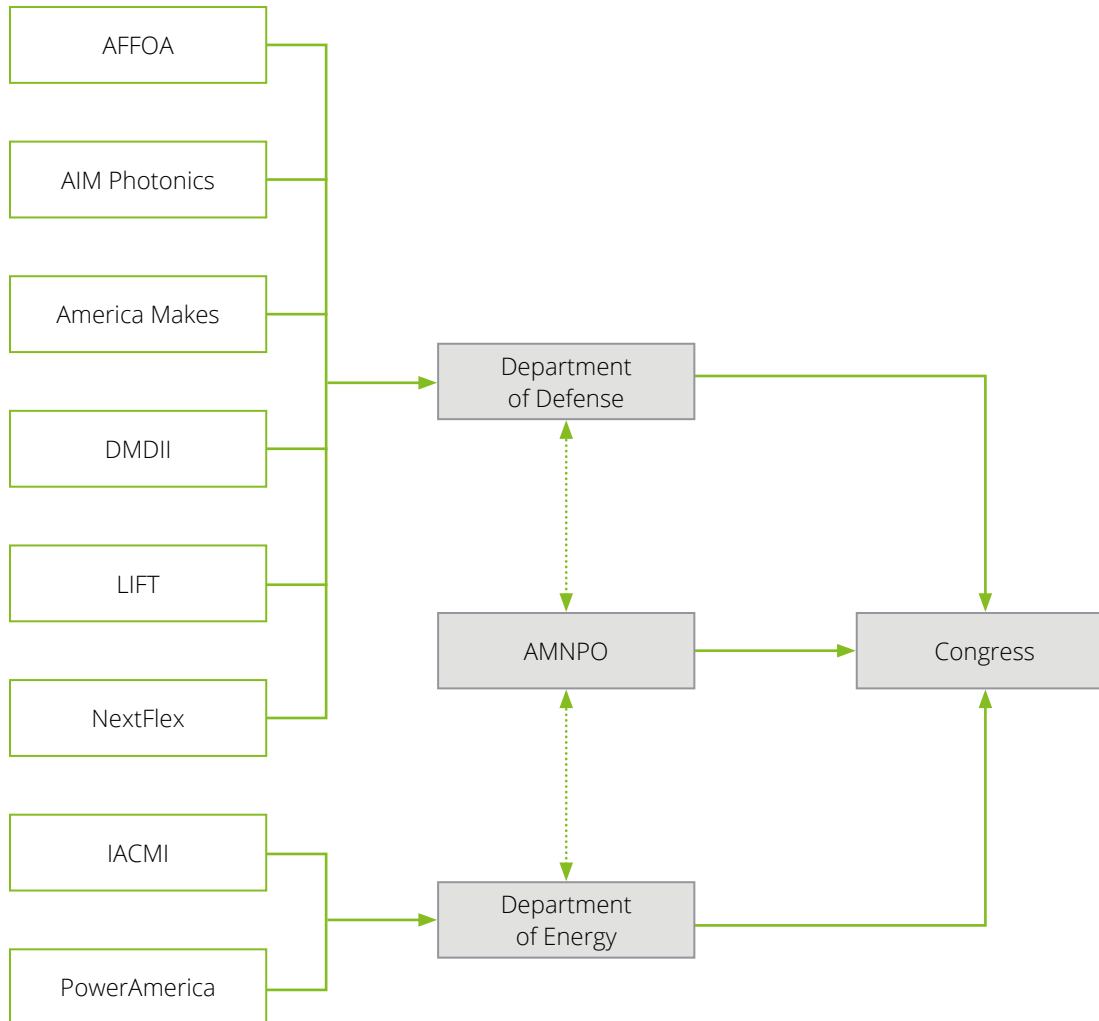 AFFOA
AIM Photonics
America Makes
Department
of Defense
DMDII
LIFT
AMNPO
Congress
NextFlex
IACMI
Department
of Energy
PowerAmerica